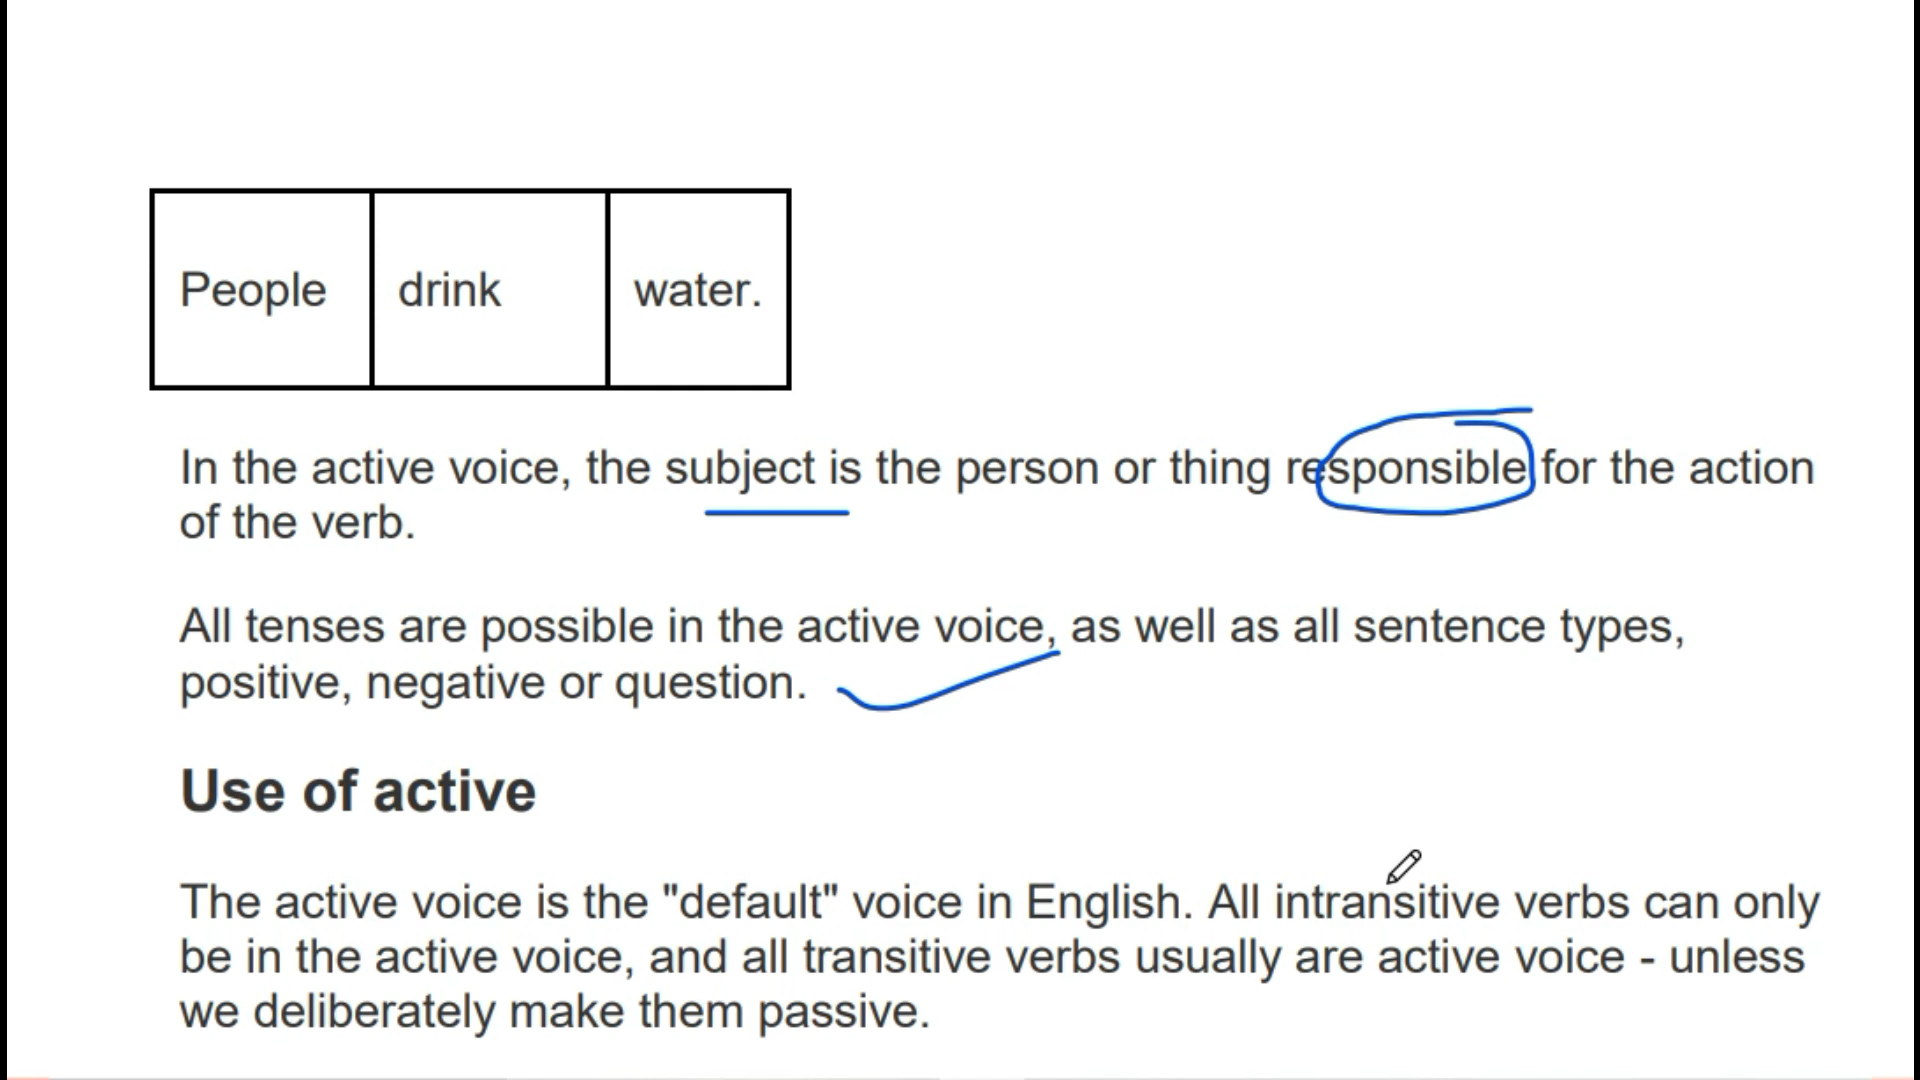 People drink water.
In the active voice, the subject is the person or thing responsible for the action
of the verb.
All tenses are possible in the active voice, as well as all sentence types,
positive, negative or question.
Use of active
The active voice is the "default" voice in English. All intransitive verbs can only
be in the active voice, and all transitive verbs usually are active voice - unless
we deliberately make them passive.